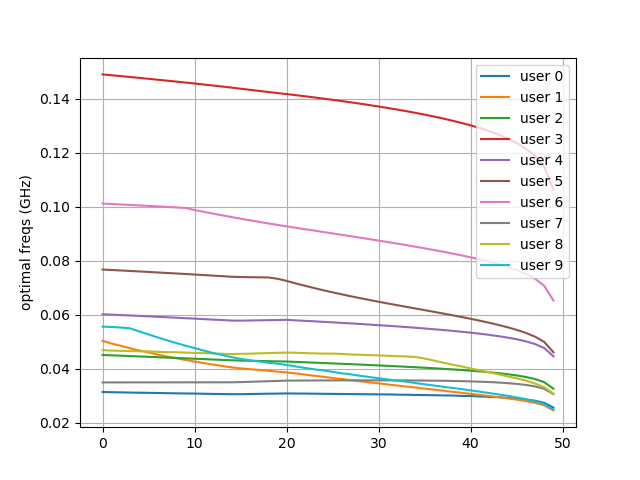 optimal freqs (GHz)
0.14
0.12
0.10
0.08
0.06
0.04
0.02
0
10
20
30
40
50
user 0
user 1
user 2
user 3
user 4
user 5
user 6
user 7
user 8
user 9